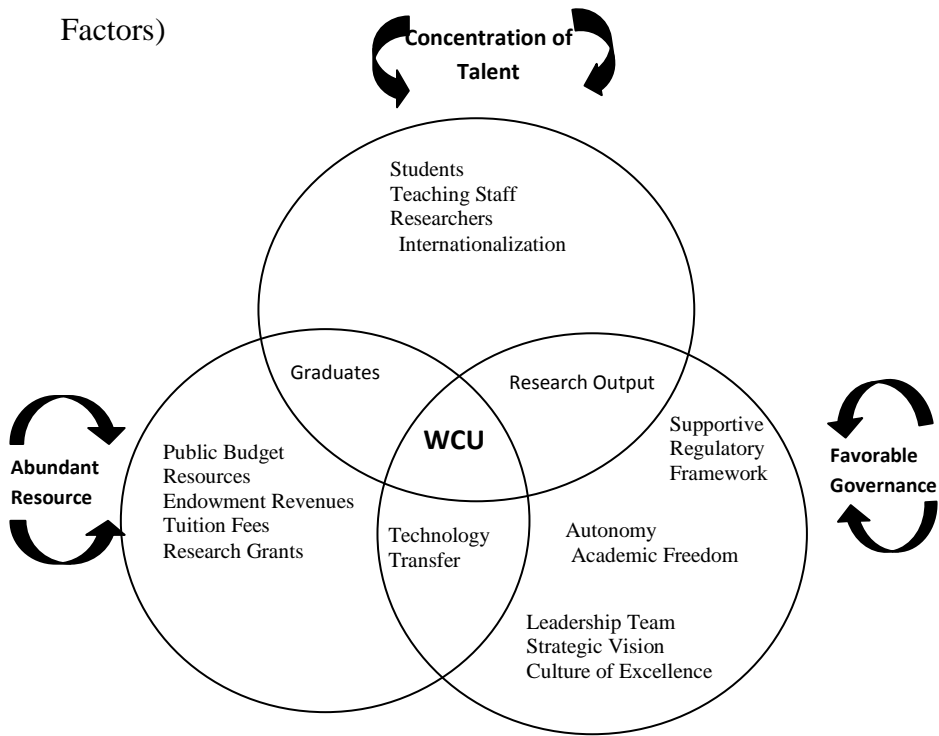 Factors)
Concentration of
Talent
Students
Teaching Staff
Researchers
Internationalization
Graduates
Research Output
WCU
Abundant
Resource
Public Budget
Resources
Endowment Revenues
Tuition Fees
Research Grants
Technology
Transfer
Supportive
Regulatory
Framework
Autonomy
Academic Freedom
Leadership Team
Strategic Vision
Culture of Excellence
Favorable
Governance